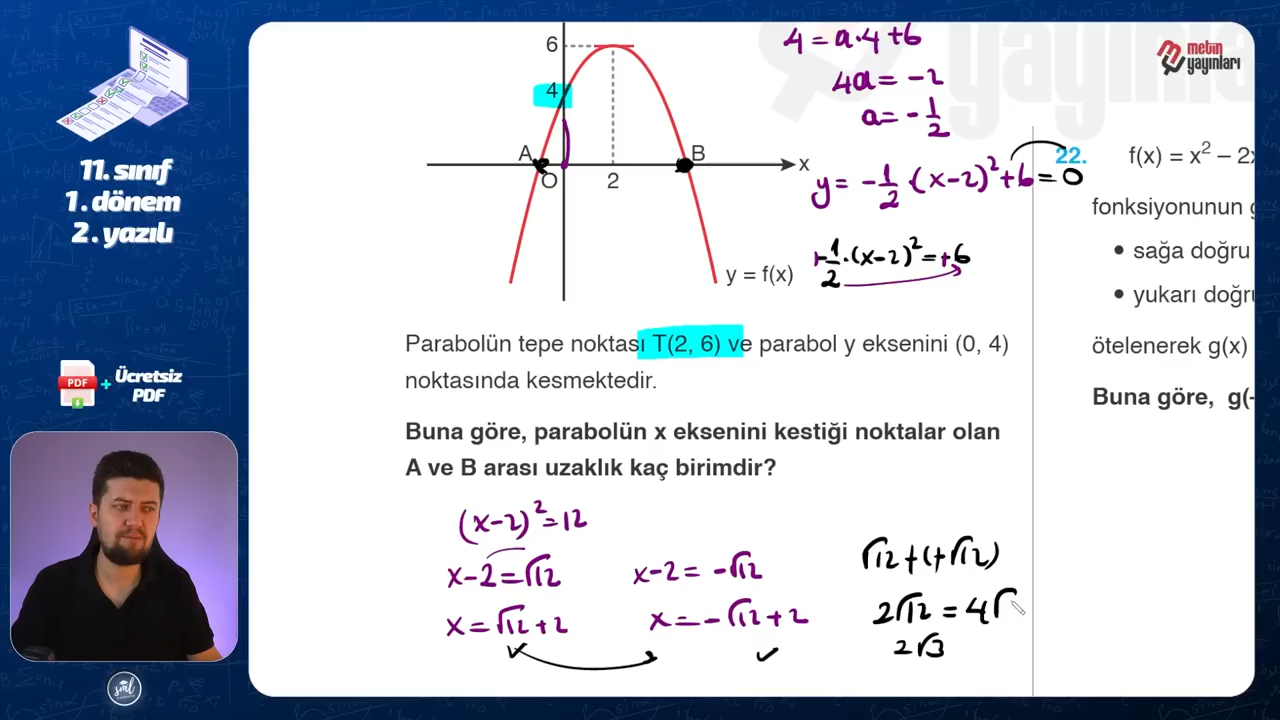 11. sınıf
1. dönem
2. yazılı
PDF
+
Ücretsiz
PDF
sml
metin
yayınları
6
4
A
B
O
2
x
y = f(x)
4 = a.4 + 6
4a = -2
a = -1/2
y = -1/2 .(x-2)² + 6 = 0
+1/2 .(x-2)² = +6
Parabolün tepe noktası T(2, 6) ve parabol y eksenini (0, 4)
noktasında kesmektedir.
Buna göre, parabolün x eksenini kestiği noktalar olan
A ve B arası uzaklık kaç birimdir?
(x-2)² = 12
x-2 = √12
x-2 = -√12
x = √12 + 2
x = -√12 + 2
√12 + (+√12)
2√12 = 4√
2√3
22.
f(x) = x² – 2x
fonksiyonunun g
• sağa doğru
• yukarı doğru
ötelenerek g(x)
Buna göre, g(-